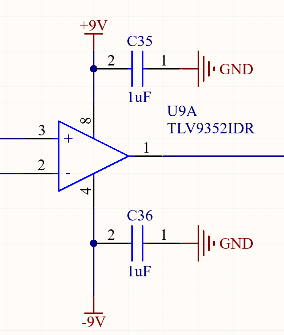 +9V
C35
2 1
GND
1uF
8
U9A
TLV9352IDR
3 +
1
2 -
4
C36
2 1
GND
1uF
-9V